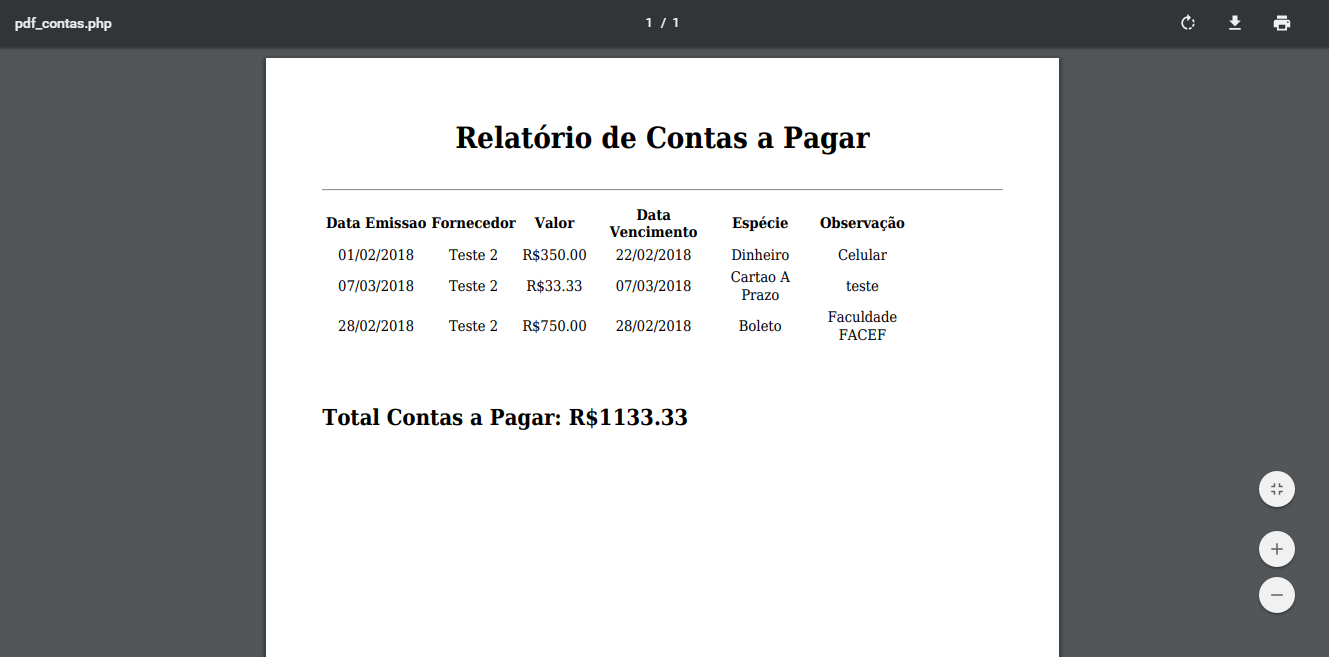 pdf_contas.php
1 / 1
Relatório de Contas a Pagar
Data Emissao Fornecedor Valor Data Vencimento Espécie Observação
01/02/2018 Teste 2 R$350.00 22/02/2018 Dinheiro Celular
07/03/2018 Teste 2 R$33.33 07/03/2018 Cartao A Prazo teste
28/02/2018 Teste 2 R$750.00 28/02/2018 Boleto Faculdade FACEF
Total Contas a Pagar: R$1133.33